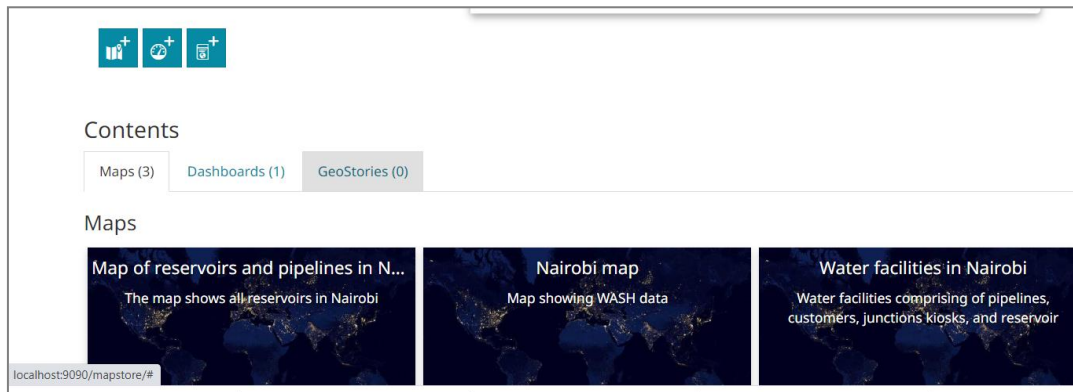 Contents
Maps (3)
Dashboards (1)
GeoStories (0)
Maps
Map of reservoirs and pipelines in N...
The map shows all reservoirs in Nairobi
Nairobi map
Map showing WASH data
Water facilities in Nairobi
Water facilities comprising of pipelines,
customers, junctions kiosks, and reservoir
localhost:9090/mapstore/#